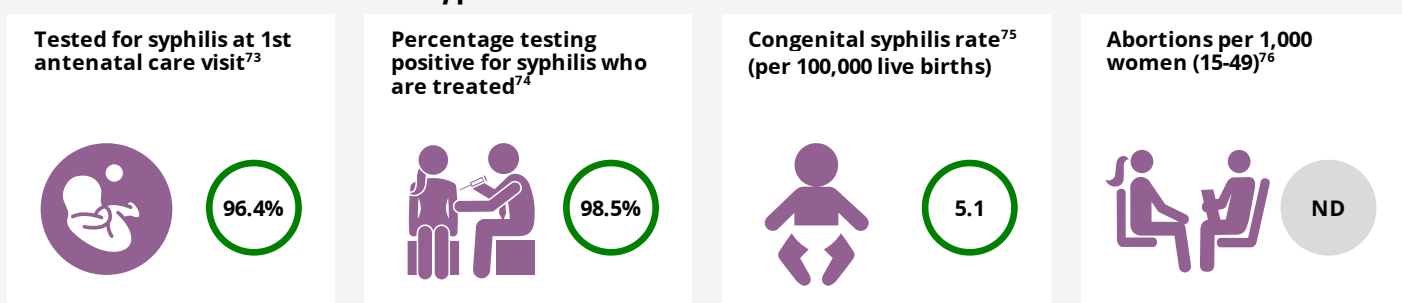 Tested for syphilis at 1st
antenatal care visit73
96.4%
Percentage testing
positive for syphilis who
are treated74
98.5%
Congenital syphilis rate75
(per 100,000 live births)
5.1
Abortions per 1,000
women (15-49)76
ND